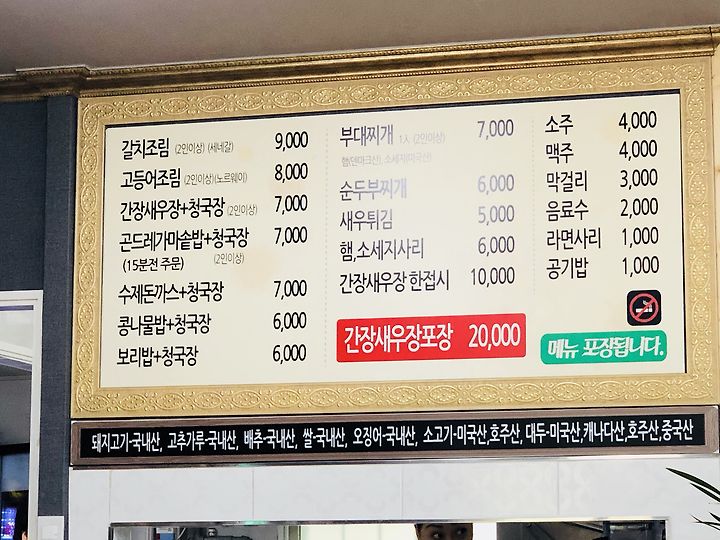 갈치조림 (2인이상) (세네갈) 9,000
고등어조림 (2인이상)(노르웨이) 8,000
간장새우장+청국장 (2인이상) 7,000
곤드레가마솥밥+청국장 7,000
(15분전 주문) (2인이상)
수제돈까스+청국장 7,000
콩나물밥+청국장 6,000
보리밥+청국장 6,000
부대찌개 1人 (2인이상) 7,000
햄(덴마크산), 소세지(미국산)
순두부찌개 6,000
새우튀김 5,000
햄,소세지사리 6,000
간장새우장 한접시 10,000
간장새우장포장 20,000
소주 4,000
맥주 4,000
막걸리 3,000
음료수 2,000
라면사리 1,000
공기밥 1,000
메뉴 포장됩니다.
돼지고기-국내산, 고추가루-국내산, 배추-국내산, 쌀-국내산, 오징어-국내산, 소고기-미국산,호주산, 대두-미국산,캐나다산,호주산,중국산